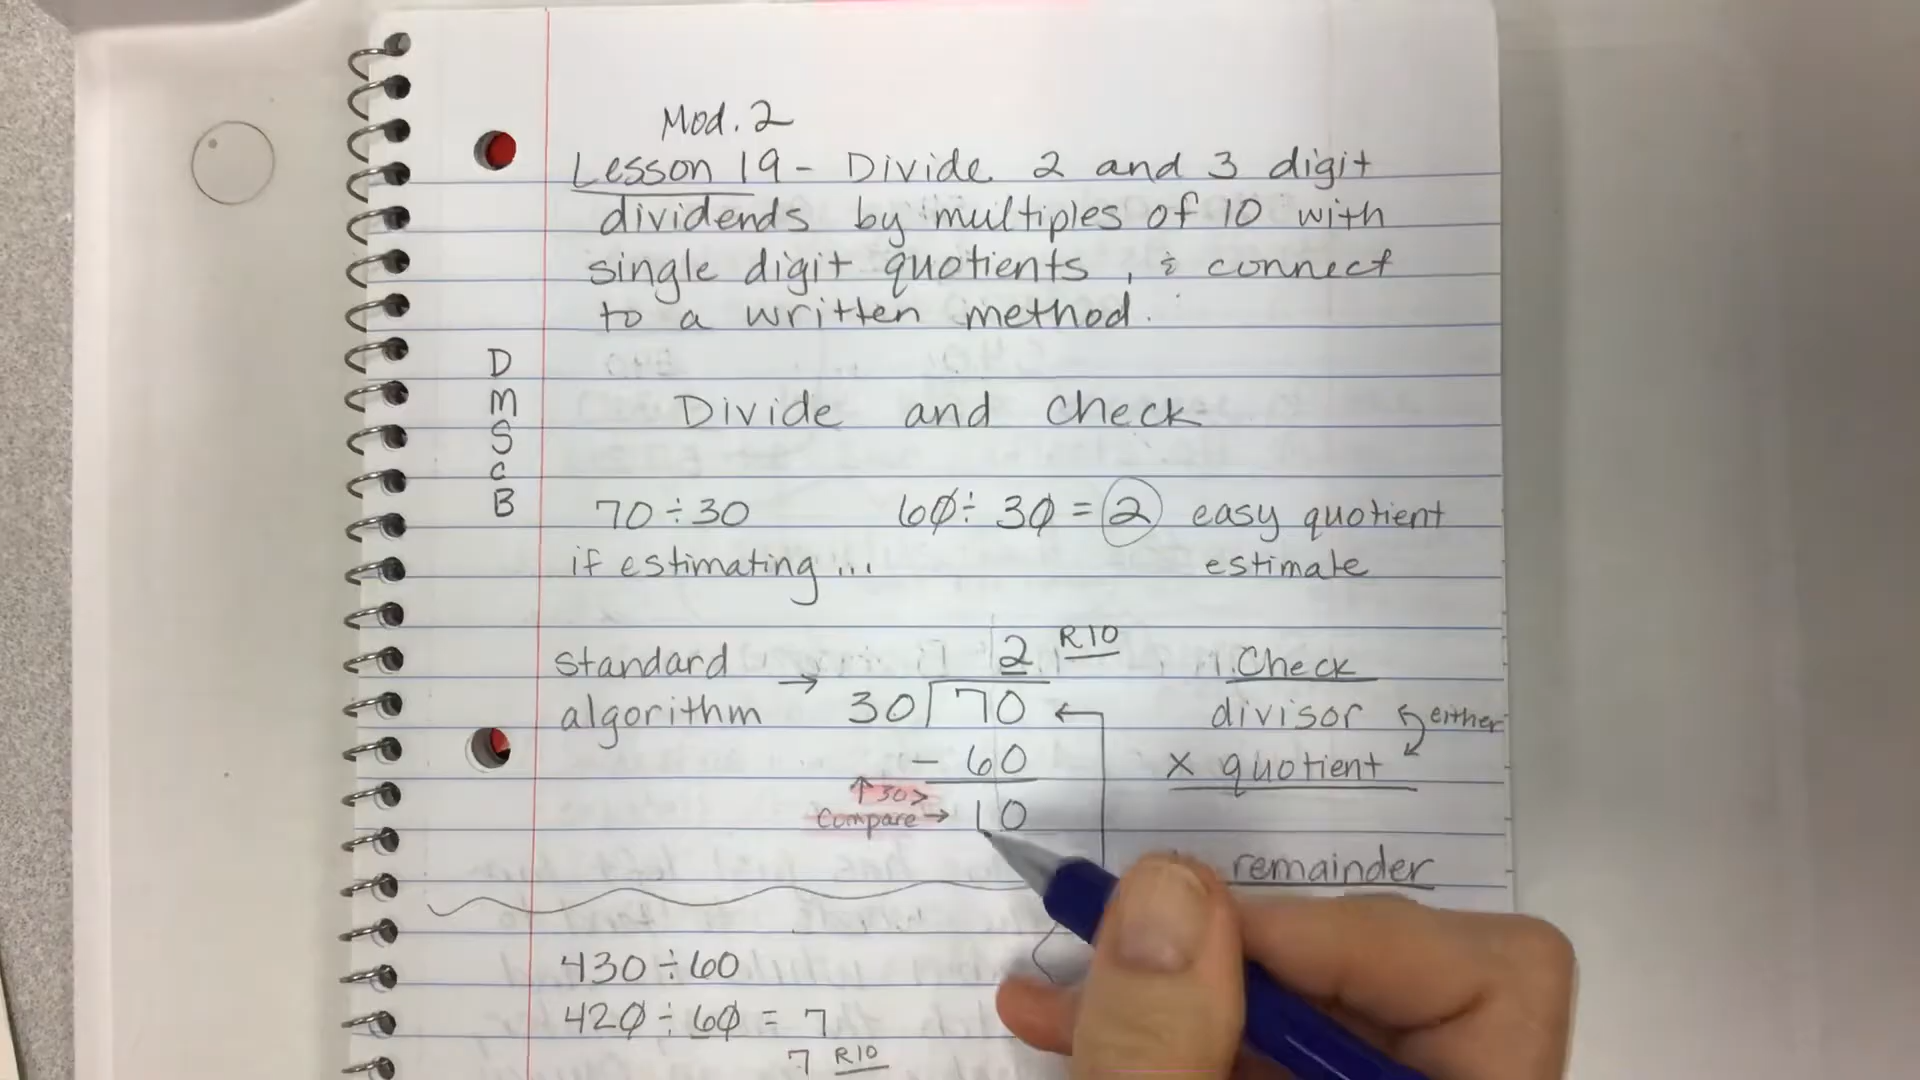 Mod. 2
Lesson 19 - Divide 2 and 3 digit
dividends by multiples of 10 with
single digit quotients, & connect
to a written method.
D
M
S
C
B
Divide and check
70 ÷ 30
60 ÷ 30 = 2 easy quotient
estimate
if estimating...
standard
algorithm →
2 R10
30 70 ←
- 60
↑ 30 >
Compare → 10
1. Check
divisor
either
x quotient
remainder
430 ÷ 60
420 ÷ 60 = 7
7 R10